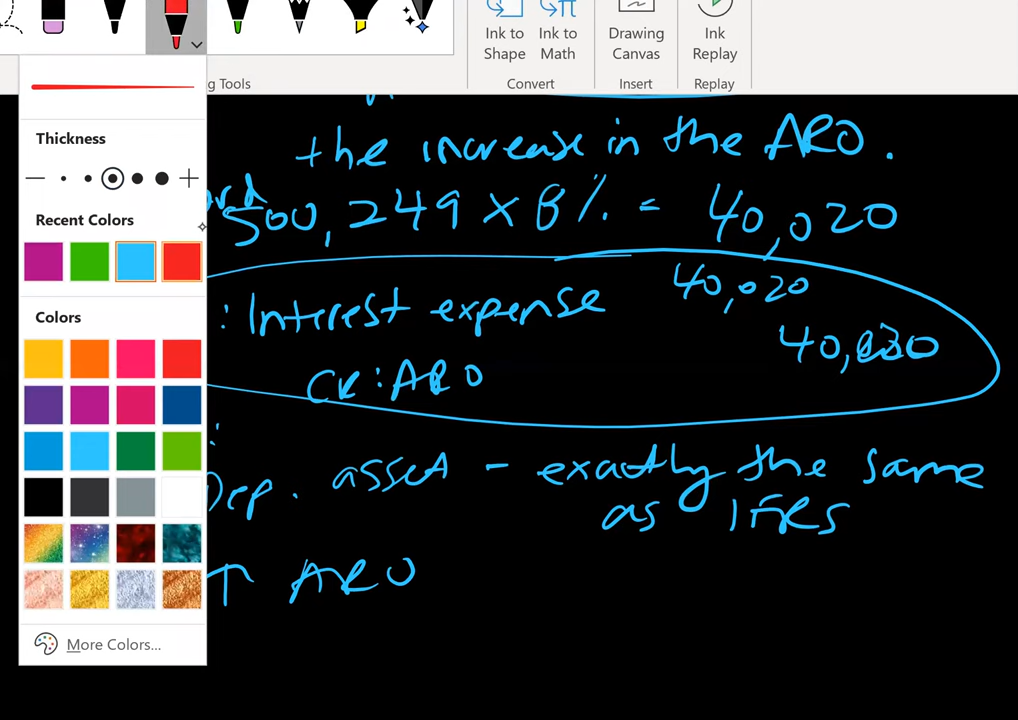 Ink to Shape
Ink to Math
Drawing Canvas
Ink Replay
g Tools
Convert
Insert
Replay
Thickness
Recent Colors
Colors
More Colors...
the increase in the ARO.
500,249 × 8% = 40,020
: Interest expense 40,020
CR: ARO
:
Dep. asset - exactly the same
as IFRS
↑ ARO